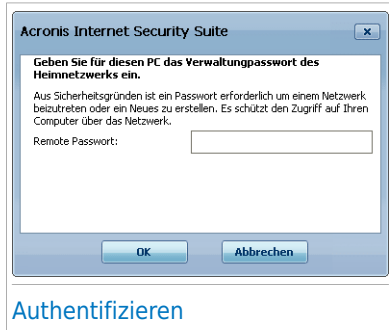 Acronis Internet Security Suite
Geben Sie für diesen PC das Verwaltungspasswort des
Heimnetzwerks ein.
Aus Sicherheitsgründen ist ein Passwort erforderlich um einem Netzwerk
beizutreten oder ein Neues zu erstellen. Es schützt den Zugriff auf Ihren
Computer über das Netzwerk.
Remote Passwort:
OK
Abbrechen
Authentifizieren